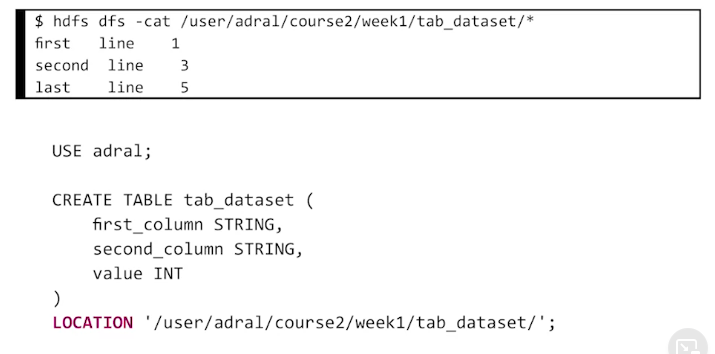 $ hdfs dfs -cat /user/adral/course2/week1/tab_dataset/*
first line 1
second line 3
last line 5
USE adral;
CREATE TABLE tab_dataset (
first_column STRING,
second_column STRING,
value INT
)
LOCATION '/user/adral/course2/week1/tab_dataset/';